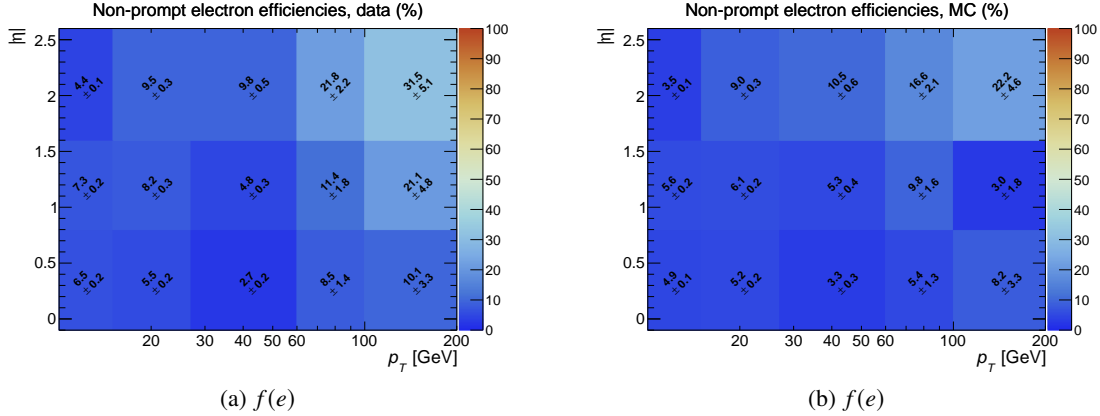 Non-prompt electron efficiencies, data (%)
|η|
2.5
2
1.5
1
0.5
0
4.4 ± 0.1
9.5 ± 0.3
9.8 ± 0.5
21.8 ± 2.2
31.5 ± 5.1
7.3 ± 0.2
8.2 ± 0.3
4.8 ± 0.3
11.4 ± 1.8
21.1 ± 4.8
6.5 ± 0.2
5.5 ± 0.2
2.7 ± 0.2
8.5 ± 1.4
10.1 ± 3.3
20 30 40 50 60 100 200
p_T [GeV]
100
90
80
70
60
50
40
30
20
10
0
(a) f(e)
Non-prompt electron efficiencies, MC (%)
|η|
2.5
2
1.5
1
0.5
0
3.5 ± 0.1
9.0 ± 0.3
10.5 ± 0.6
16.6 ± 2.1
22.2 ± 4.6
5.6 ± 0.2
6.1 ± 0.2
5.3 ± 0.4
9.8 ± 1.6
3.0 ± 1.8
4.9 ± 0.1
5.2 ± 0.2
3.3 ± 0.3
5.4 ± 1.3
8.2 ± 3.3
20 30 40 50 60 100 200
p_T [GeV]
100
90
80
70
60
50
40
30
20
10
0
(b) f(e)